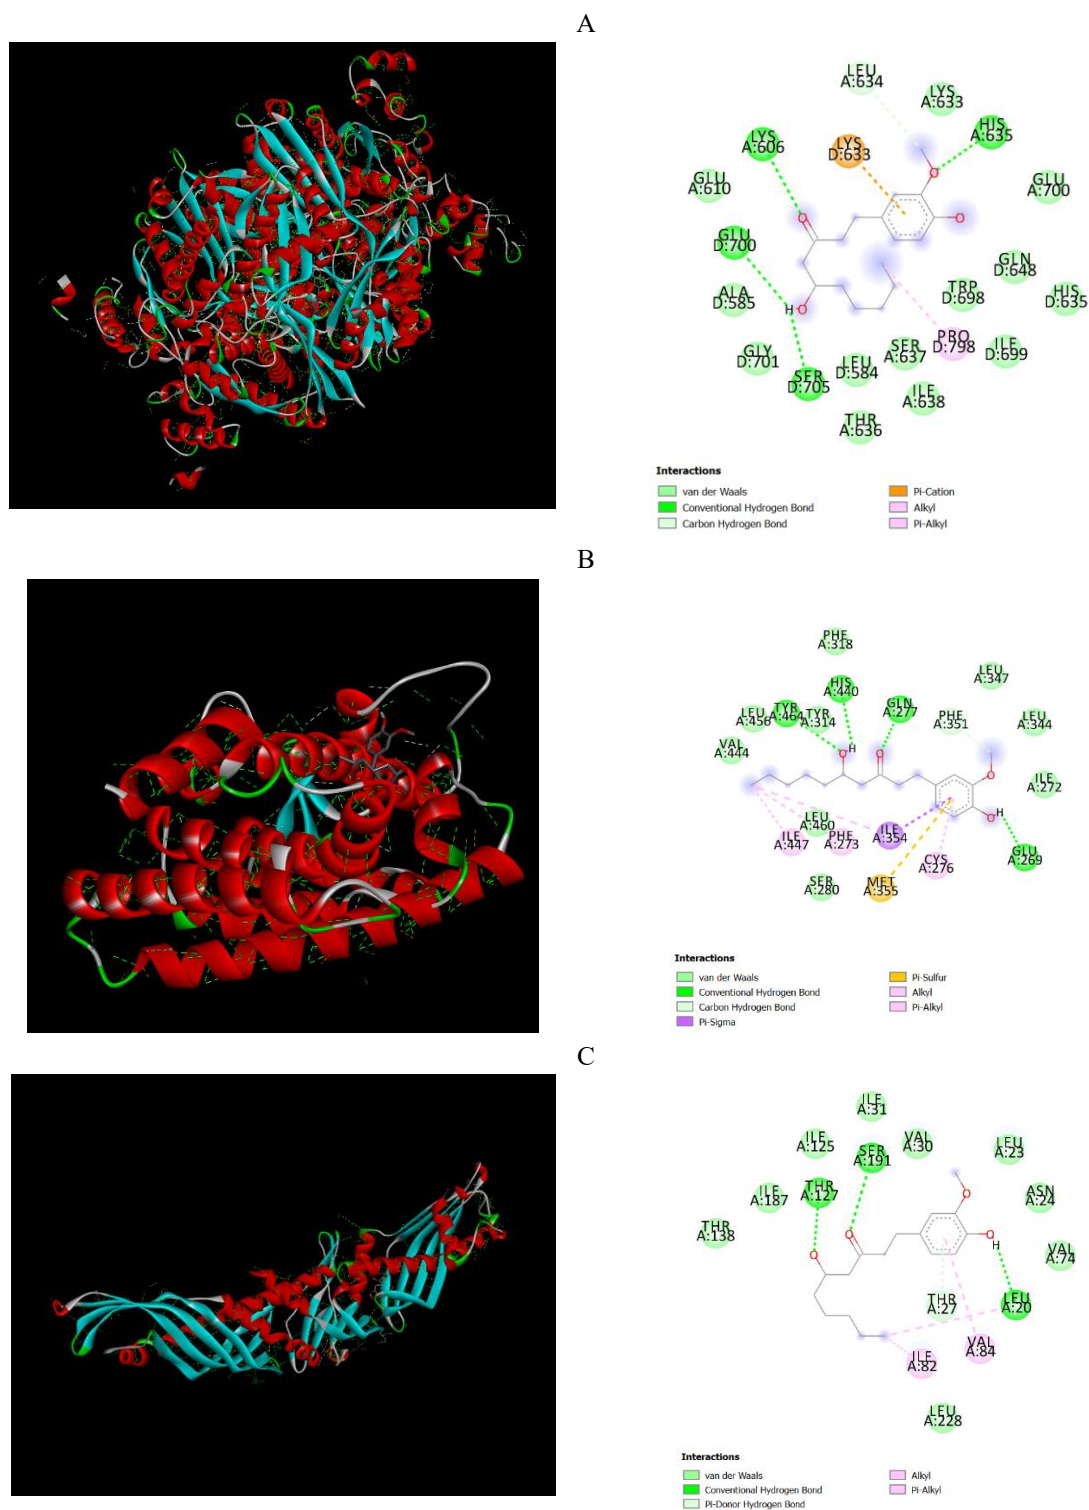 A
LEU
A:634
LYS
A:633
HIS
A:635
LYS
A:606
LYS
D:633
GLU
A:610
GLU
A:700
O
O
O
GLU
D:700
GLN
D:648
HIS
D:635
TRP
D:698
ALA
D:585
H
O
PRO
D:798
ILE
D:699
SER
A:637
GLY
D:701
LEU
D:584
SER
D:705
ILE
A:638
THR
A:636
Interactions
van der Waals
Conventional Hydrogen Bond
Carbon Hydrogen Bond
Pi-Cation
Alkyl
Pi-Alkyl
B
PHE
A:318
LEU
A:347
HIS
A:440
GLN
A:277
TYR
A:464
TYR
A:314
LEU
A:456
PHE
A:351
LEU
A:344
VAL
A:444
H
O
O
O
ILE
A:272
OH
LEU
A:460
ILE
A:354
ILE
A:447
PHE
A:273
CYS
A:276
GLU
A:269
SER
A:280
MET
A:355
Interactions
van der Waals
Conventional Hydrogen Bond
Carbon Hydrogen Bond
Pi-Sigma
Pi-Sulfur
Alkyl
Pi-Alkyl
C
ILE
A:31
ILE
A:125
SER
A:191
VAL
A:30
LEU
A:23
THR
A:127
ILE
A:187
ASN
A:24
THR
A:138
O
O
O
OH
VAL
A:74
THR
A:27
LEU
A:20
ILE
A:82
VAL
A:84
LEU
A:228
Interactions
van der Waals
Conventional Hydrogen Bond
Pi-Donor Hydrogen Bond
Alkyl
Pi-Alkyl